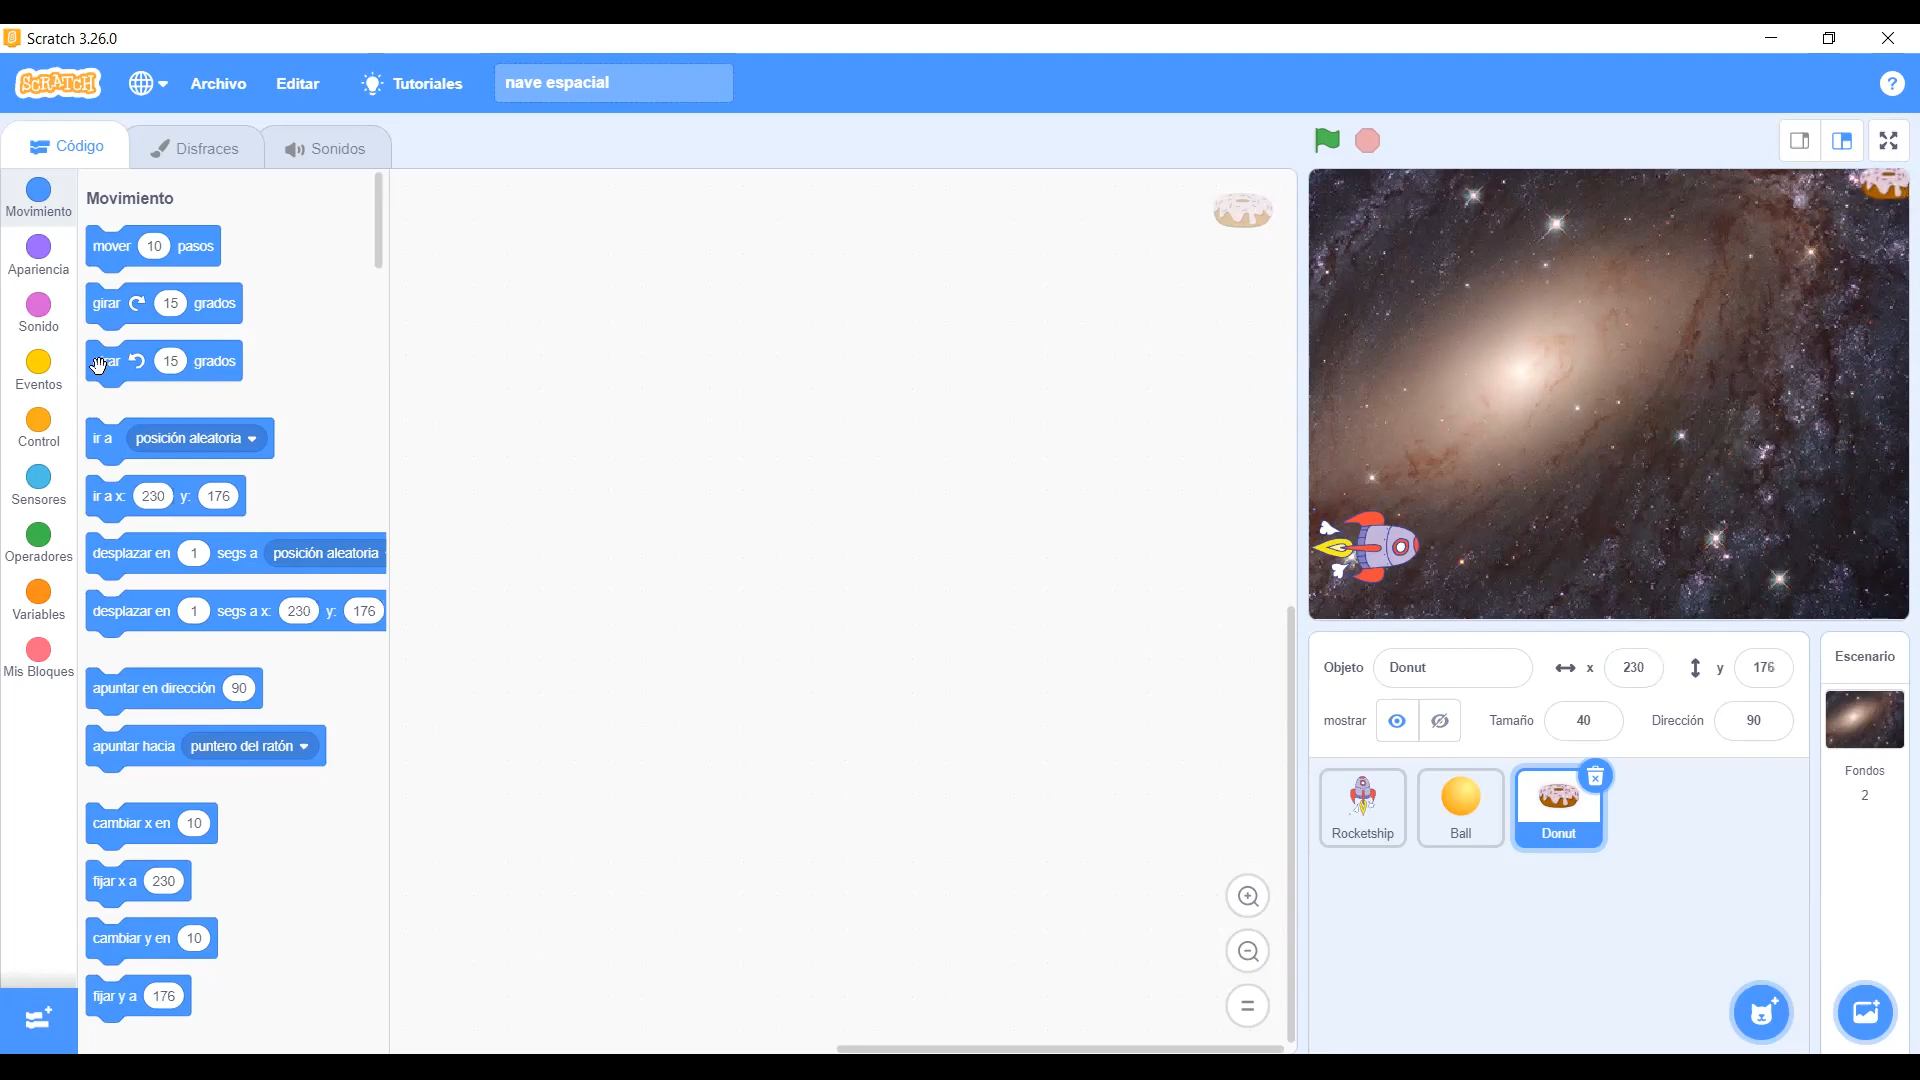 Scratch 3.26.0
SCRATCH
Archivo
Editar
Tutoriales
nave espacial
?
Código
Disfraces
Sonidos
Movimiento
Apariencia
Sonido
Eventos
Control
Sensores
Operadores
Variables
Mis Bloques
Movimiento
mover 10 pasos
girar 15 grados
15 grados
ir a posición aleatoria
ir a x: 230 y: 176
desplazar en 1 segs a posición aleatoria
desplazar en 1 segs a x: 230 y: 176
apuntar en dirección 90
apuntar hacia puntero del ratón
cambiar x en 10
fijar x a 230
cambiar y en 10
fijar y a 176
Objeto Donut x 230 y 176
mostrar Tamaño 40 Dirección 90
Rocketship
Ball
Donut
Escenario
Fondos
2